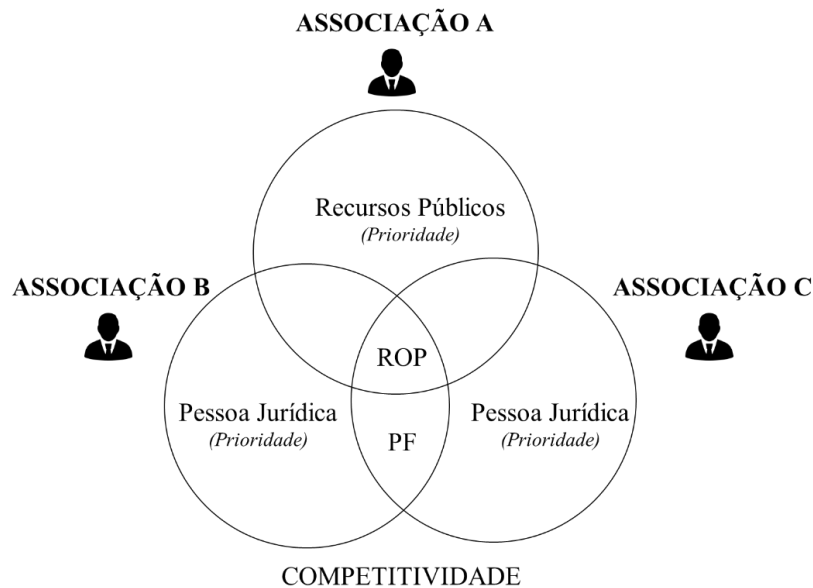 ASSOCIAÇÃO A
Recursos Públicos
(Prioridade)
ASSOCIAÇÃO B
ASSOCIAÇÃO C
ROP
Pessoa Jurídica
(Prioridade)
Pessoa Jurídica
(Prioridade)
PF
COMPETITIVIDADE